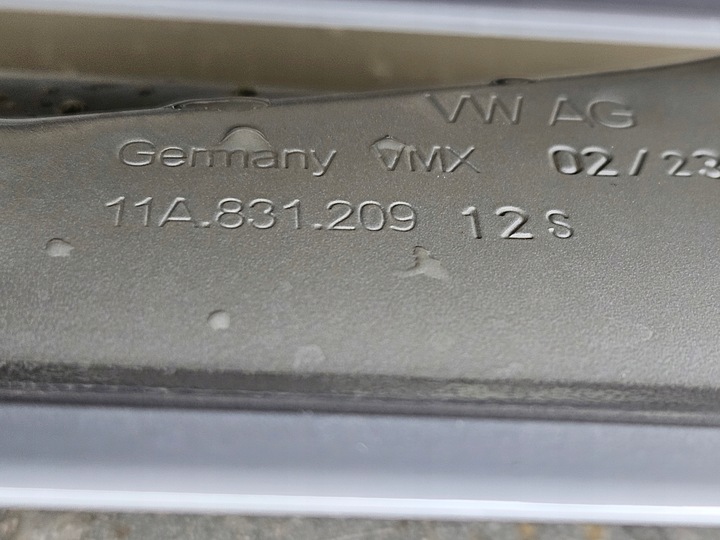 VW AG
Germany VMX 02/23
11A.831.209 12S